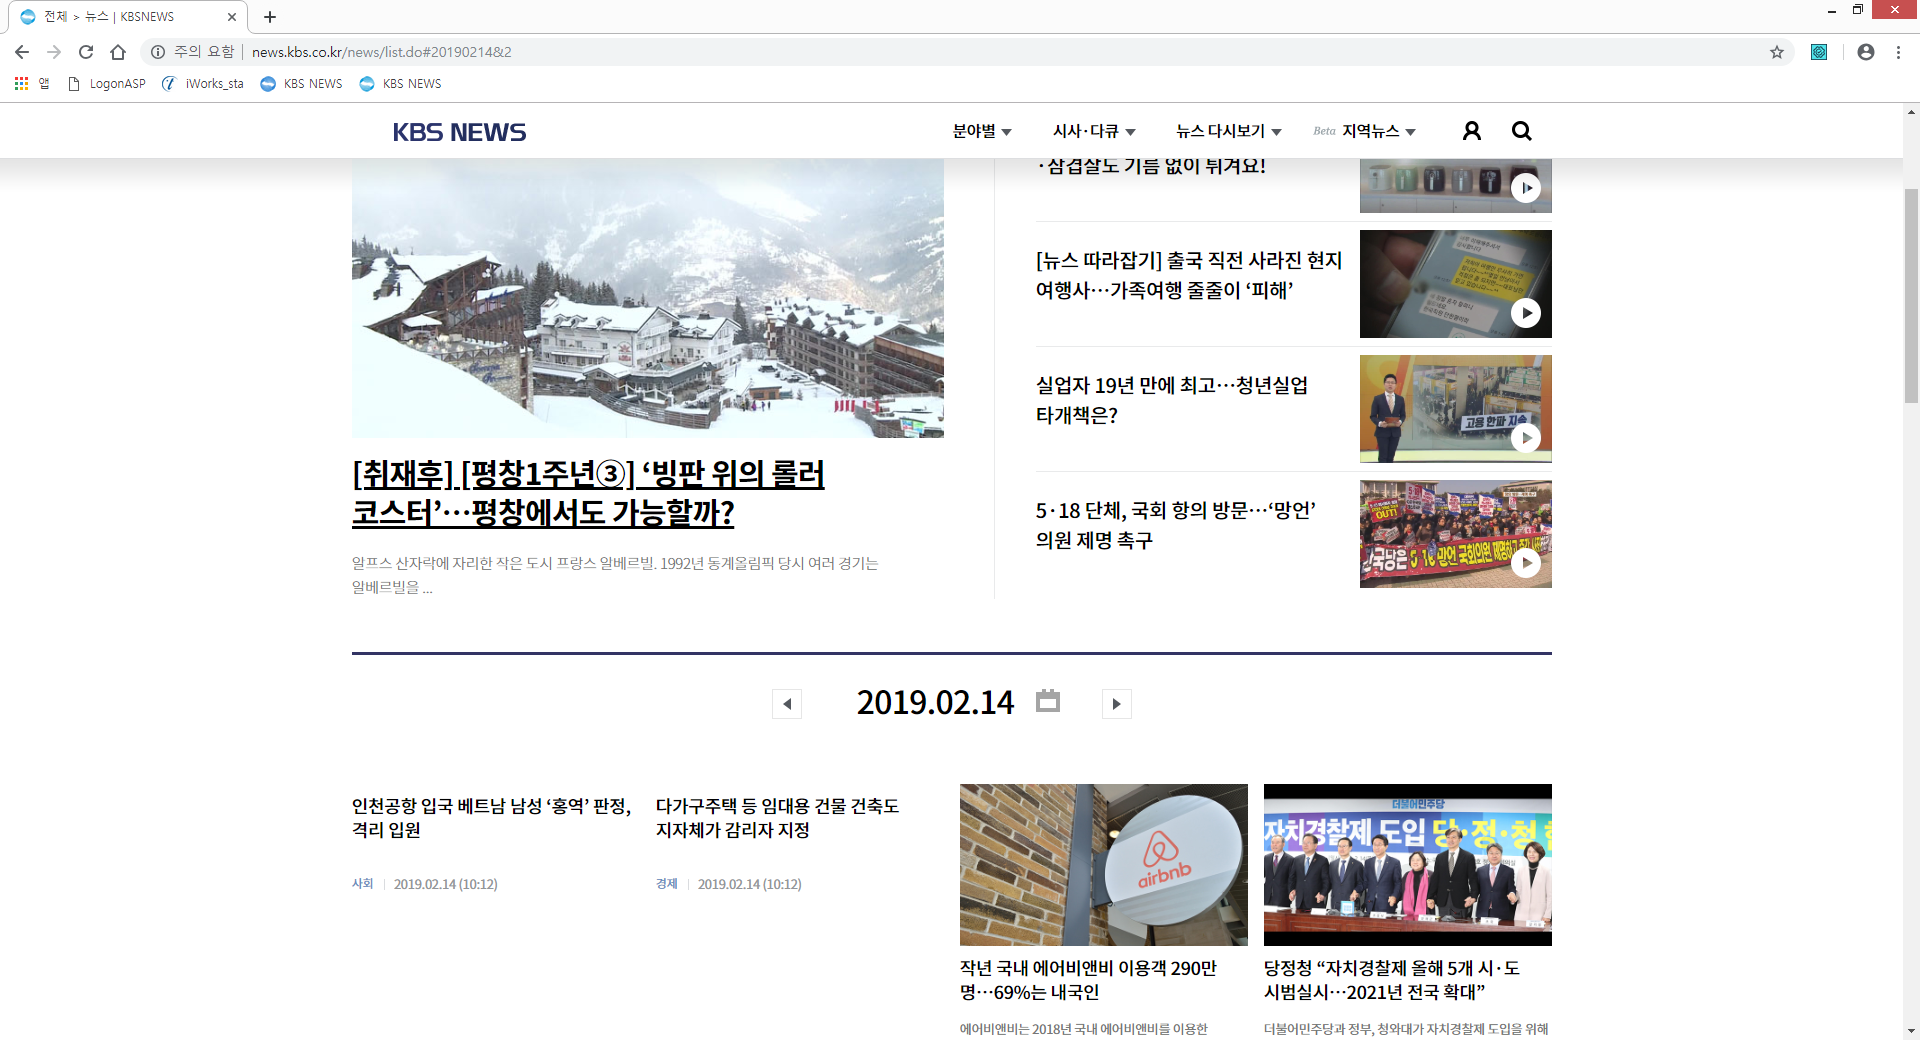 전체 > 뉴스 | KBSNEWS
주의 요함 | news.kbs.co.kr/news/list.do#20190214&2
앱 LogonASP iWorks_sta KBS NEWS KBS NEWS
KBS NEWS 분야별 시사·다큐 뉴스 다시보기 Beta 지역뉴스
·삼겹살도 기름 없이 튀겨요!
[뉴스 따라잡기] 출국 직전 사라진 현지
여행사…가족여행 줄줄이 ‘피해’
실업자 19년 만에 최고…청년실업
타개책은?
고용 한파 지속
5·18 단체, 국회 항의 방문…‘망언’
의원 제명 촉구
[취재후] [평창1주년③] ‘빙판 위의 롤러
코스터’…평창에서도 가능할까?
알프스 산자락에 자리한 작은 도시 프랑스 알베르빌. 1992년 동계올림픽 당시 여러 경기는
알베르빌을 ...
2019.02.14
인천공항 입국 베트남 남성 ‘홍역’ 판정,
격리 입원
사회 | 2019.02.14 (10:12)
다가구주택 등 임대용 건물 건축도
지자체가 감리자 지정
경제 | 2019.02.14 (10:12)
airbnb
작년 국내 에어비앤비 이용객 290만
명…69%는 내국인
에어비앤비는 2018년 국내 에어비앤비를 이용한
더불어민주당
자치경찰제 도입 당·정·청
당정청 “자치경찰제 올해 5개 시·도
시범실시…2021년 전국 확대”
더불어민주당과 정부, 청와대가 자치경찰제 도입을 위해